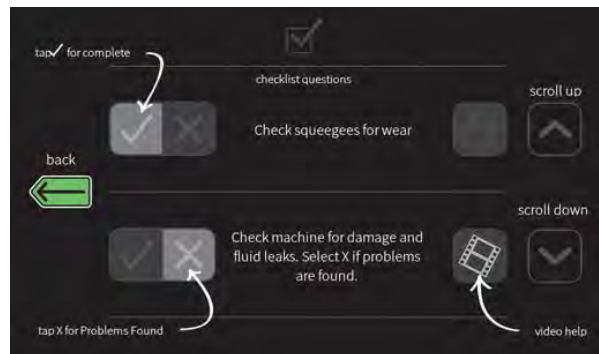 tap✓ for complete
checklist questions
scroll up
Check squeegees for wear
back
scroll down
Check machine for damage and
fluid leaks. Select X if problems
are found.
tap X for Problems Found
video help